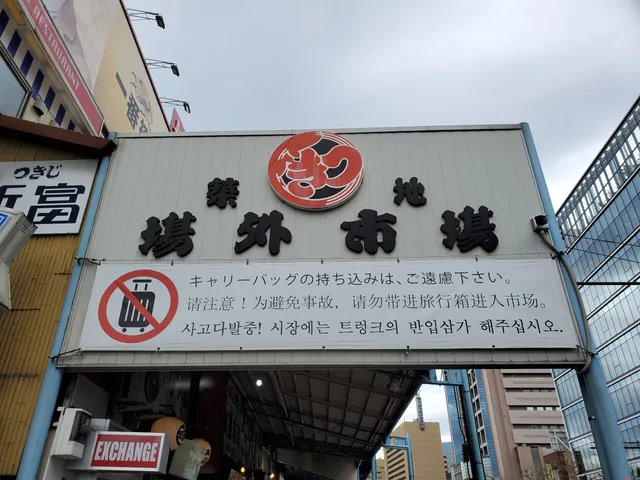 RESTAURANT
一番
つきじ
築 地
場外市場
キャリーバッグの持ち込みは、ご遠慮下さい。
请注意！为避免事故，请勿带进旅行箱进入市场。
사고다발중! 시장에는 트렁크의 반입삼가 해주십시오.
EXCHANGE